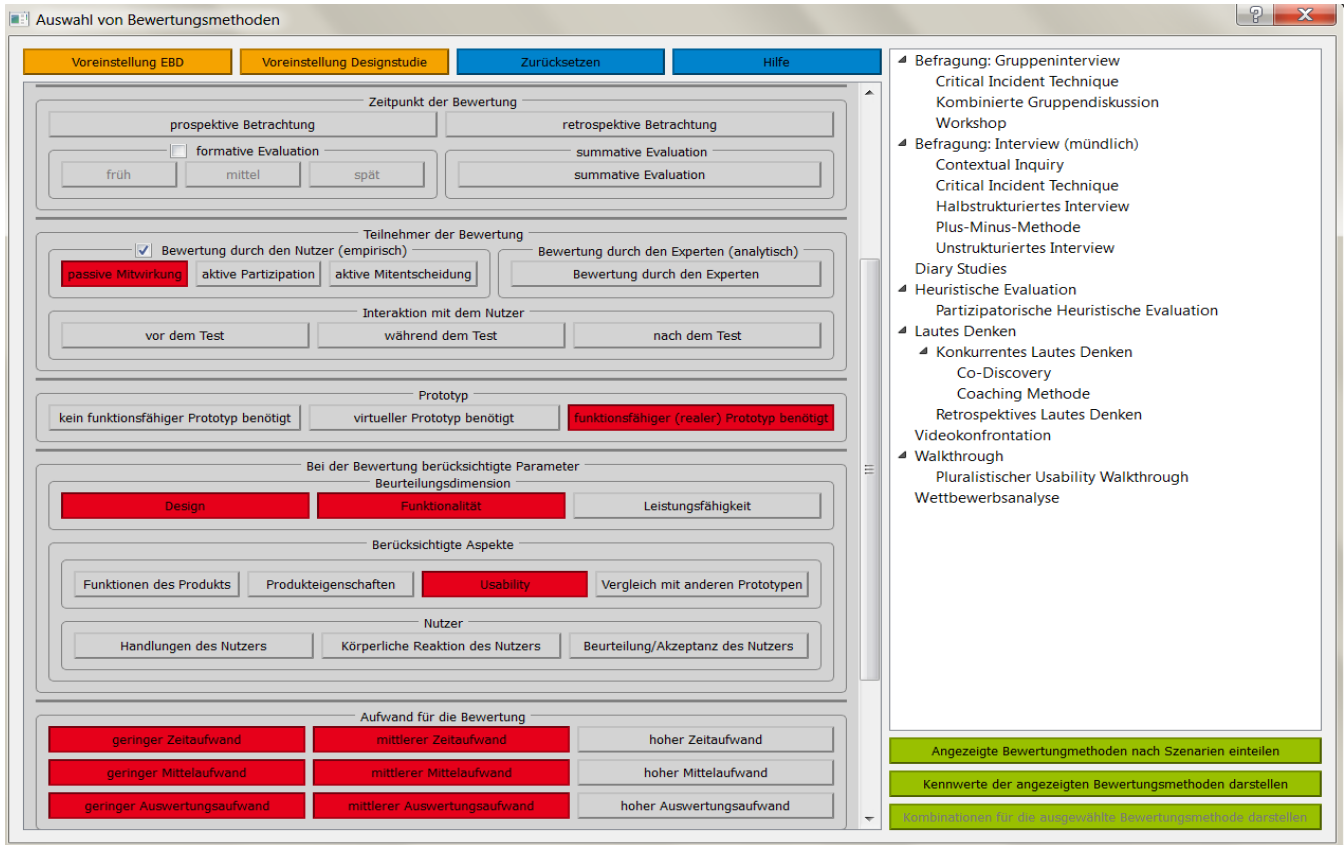 Auswahl von Bewertungsmethoden
?
X
Voreinstellung EBD
Voreinstellung Designstudie
Zurücksetzen
Hilfe
Zeitpunkt der Bewertung
prospektive Betrachtung
retrospektive Betrachtung
formative Evaluation
früh
mittel
spät
summative Evaluation
summative Evaluation
Teilnehmer der Bewertung
Bewertung durch den Nutzer (empirisch)
passive Mitwirkung
aktive Partizipation
aktive Mitentscheidung
Bewertung durch den Experten (analytisch)
Bewertung durch den Experten
Interaktion mit dem Nutzer
vor dem Test
während dem Test
nach dem Test
Prototyp
kein funktionsfähiger Prototyp benötigt
virtueller Prototyp benötigt
funktionsfähiger (realer) Prototyp benötigt
Bei der Bewertung berücksichtigte Parameter
Beurteilungsdimension
Design
Funktionalität
Leistungsfähigkeit
Berücksichtigte Aspekte
Funktionen des Produkts
Produkteigenschaften
Usability
Vergleich mit anderen Prototypen
Nutzer
Handlungen des Nutzers
Körperliche Reaktion des Nutzers
Beurteilung/Akzeptanz des Nutzers
Aufwand für die Bewertung
geringer Zeitaufwand
mittlerer Zeitaufwand
hoher Zeitaufwand
geringer Mittelaufwand
mittlerer Mittelaufwand
hoher Mittelaufwand
geringer Auswertungsaufwand
mittlerer Auswertungsaufwand
hoher Auswertungsaufwand
Befragung: Gruppeninterview
Critical Incident Technique
Kombinierte Gruppendiskussion
Workshop
Befragung: Interview (mündlich)
Contextual Inquiry
Critical Incident Technique
Halbstrukturiertes Interview
Plus-Minus-Methode
Unstrukturiertes Interview
Diary Studies
Heuristische Evaluation
Partizipatorische Heuristische Evaluation
Lautes Denken
Konkurrentes Lautes Denken
Co-Discovery
Coaching Methode
Retrospektives Lautes Denken
Videokonfrontation
Walkthrough
Pluralistischer Usability Walkthrough
Wettbewerbsanalyse
Angezeigte Bewertungmethoden nach Szenarien einteilen
Kennwerte der angezeigten Bewertungsmethoden darstellen
Kombinationen für die ausgewählte Bewertungsmethode darstellen